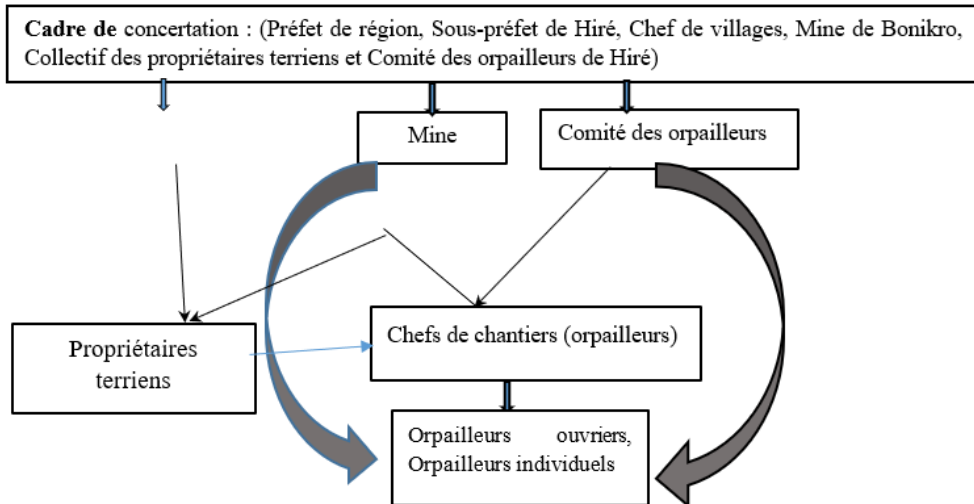 Cadre de concertation : (Préfet de région, Sous-préfet de Hiré, Chef de villages, Mine de Bonikro,
Collectif des propriétaires terriens et Comité des orpailleurs de Hiré)
Mine
Comité des orpailleurs
Propriétaires
terriens
Chefs de chantiers (orpailleurs)
Orpailleurs ouvriers,
Orpailleurs individuels